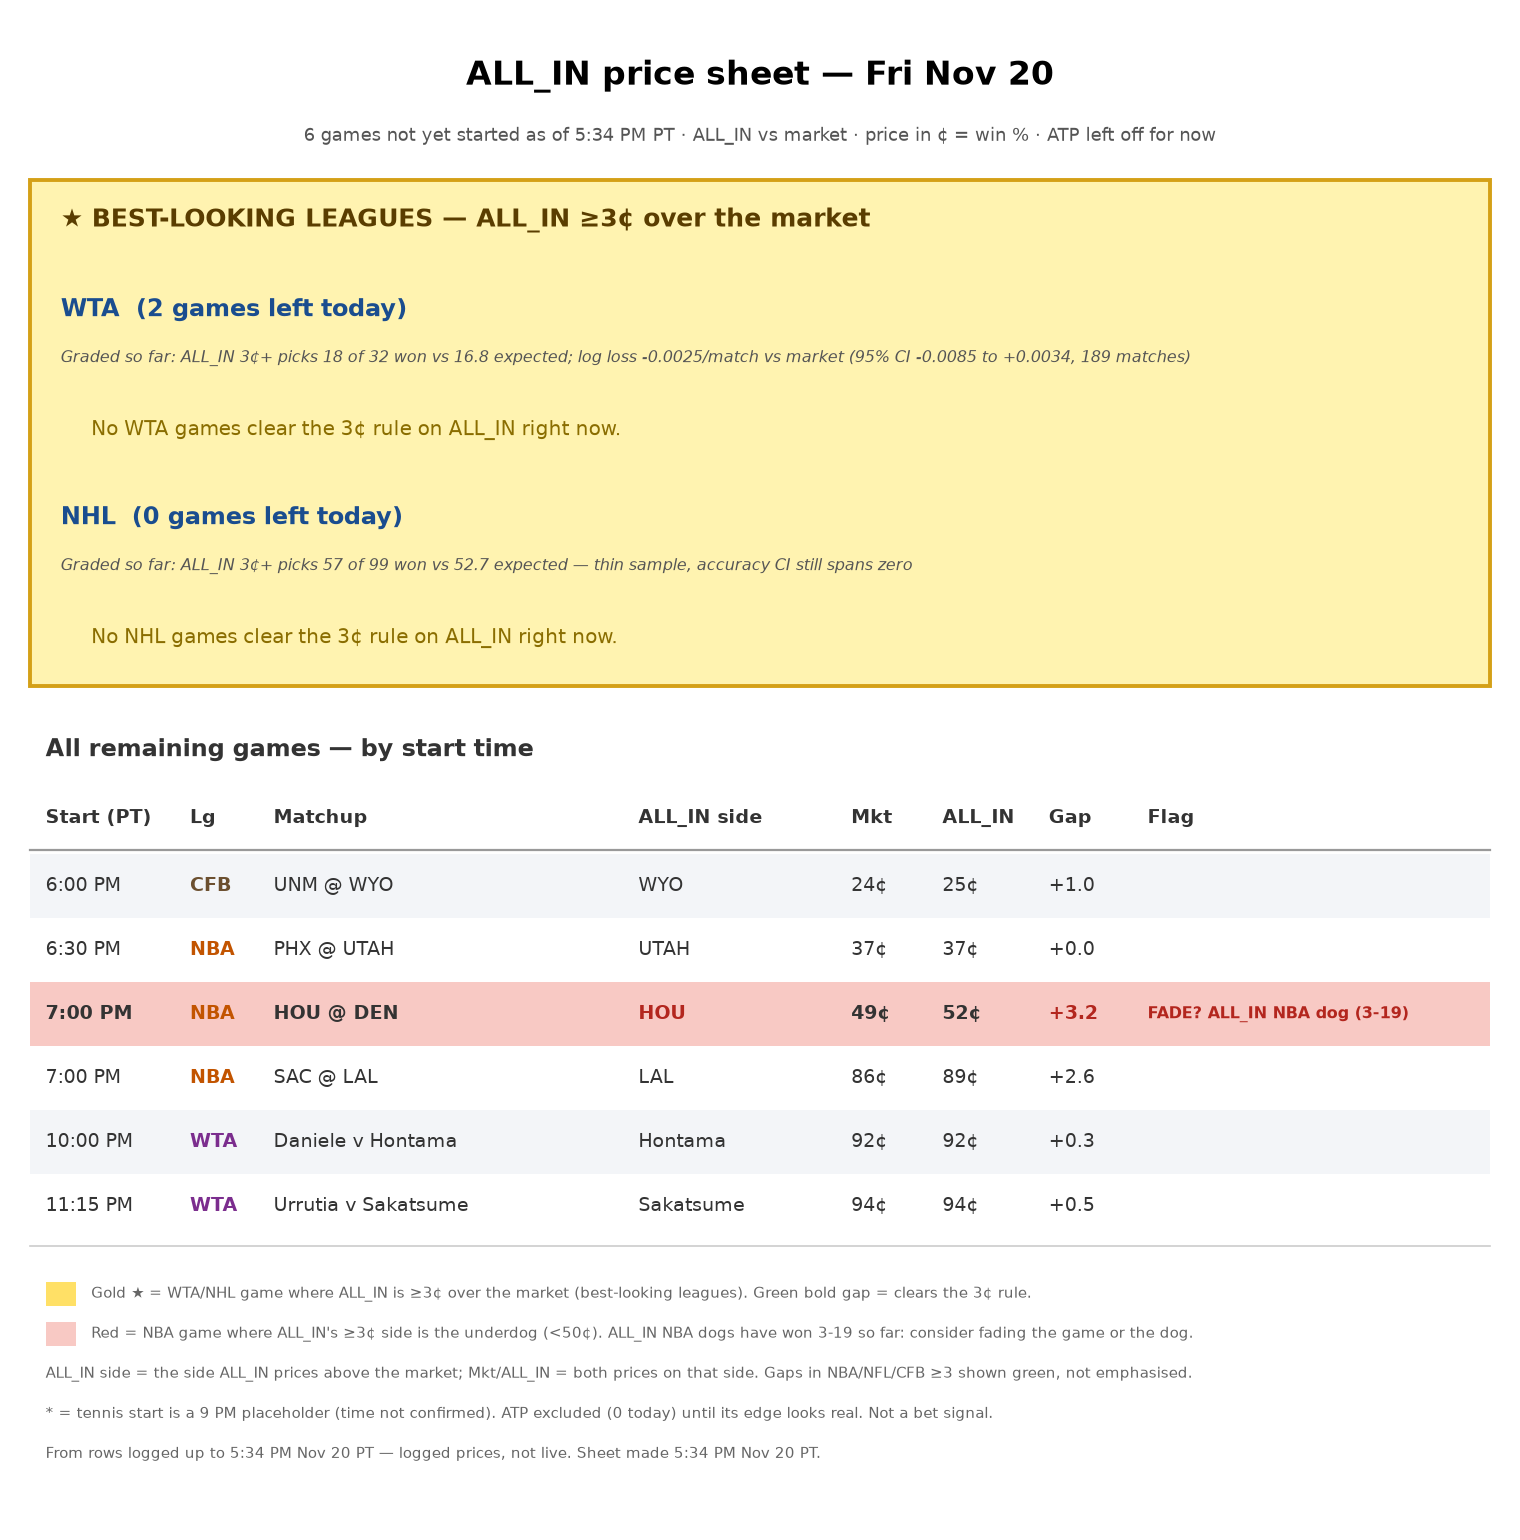 ALL_IN price sheet — Fri Nov 20
6 games not yet started as of 5:34 PM PT · ALL_IN vs market · price in ¢ = win % · ATP left off for now
★ BEST-LOOKING LEAGUES — ALL_IN ≥3¢ over the market
WTA (2 games left today)
Graded so far: ALL_IN 3¢+ picks 18 of 32 won vs 16.8 expected; log loss -0.0025/match vs market (95% CI -0.0085 to +0.0034, 189 matches)
No WTA games clear the 3¢ rule on ALL_IN right now.
NHL (0 games left today)
Graded so far: ALL_IN 3¢+ picks 57 of 99 won vs 52.7 expected — thin sample, accuracy CI still spans zero
No NHL games clear the 3¢ rule on ALL_IN right now.
All remaining games — by start time
Start (PT) Lg Matchup ALL_IN side Mkt ALL_IN Gap Flag
6:00 PM CFB UNM @ WYO WYO 24¢ 25¢ +1.0
6:30 PM NBA PHX @ UTAH UTAH 37¢ 37¢ +0.0
7:00 PM NBA HOU @ DEN HOU 49¢ 52¢ +3.2 FADE? ALL_IN NBA dog (3-19)
7:00 PM NBA SAC @ LAL LAL 86¢ 89¢ +2.6
10:00 PM WTA Daniele v Hontama Hontama 92¢ 92¢ +0.3
11:15 PM WTA Urrutia v Sakatsume Sakatsume 94¢ 94¢ +0.5
Gold ★ = WTA/NHL game where ALL_IN is ≥3¢ over the market (best-looking leagues). Green bold gap = clears the 3¢ rule.
Red = NBA game where ALL_IN's ≥3¢ side is the underdog (<50¢). ALL_IN NBA dogs have won 3-19 so far: consider fading the game or the dog.
ALL_IN side = the side ALL_IN prices above the market; Mkt/ALL_IN = both prices on that side. Gaps in NBA/NFL/CFB ≥3 shown green, not emphasised.
* = tennis start is a 9 PM placeholder (time not confirmed). ATP excluded (0 today) until its edge looks real. Not a bet signal.
From rows logged up to 5:34 PM Nov 20 PT — logged prices, not live. Sheet made 5:34 PM Nov 20 PT.